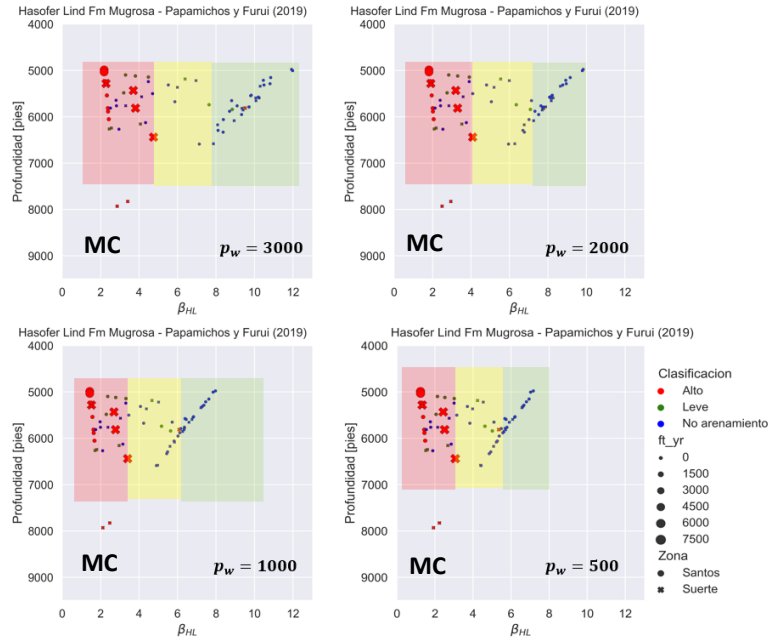 Hasofer Lind Fm Mugrosa - Papamichos y Furui (2019)
4000
5000
6000
7000
8000
9000
Profundidad [pies]
MC
p_w = 3000
0 2 4 6 8 10 12
β_HL
Hasofer Lind Fm Mugrosa - Papamichos y Furui (2019)
4000
5000
6000
7000
8000
9000
Profundidad [pies]
MC
p_w = 2000
0 2 4 6 8 10 12
β_HL
Hasofer Lind Fm Mugrosa - Papamichos y Furui (2019)
4000
5000
6000
7000
8000
9000
Profundidad [pies]
MC
p_w = 1000
0 2 4 6 8 10 12
β_HL
Hasofer Lind Fm Mugrosa - Papamichos y Furui (2019)
4000
5000
6000
7000
8000
9000
Profundidad [pies]
MC
p_w = 500
0 2 4 6 8 10 12
β_HL
Clasificacion
Alto
Leve
No arenamiento
ft_yr
0
1500
3000
4500
6000
7500
Zona
Santos
Suerte